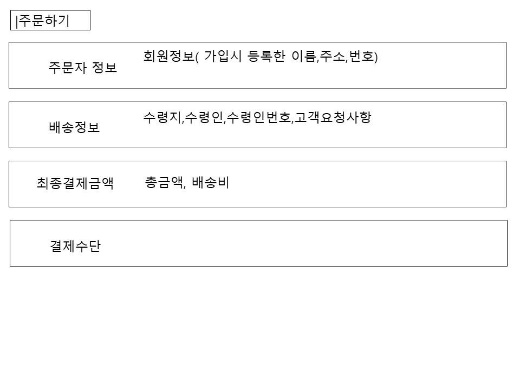 |주문하기
주문자 정보
회원정보( 가입시 등록한 이름,주소,번호)
배송정보
수령지,수령인,수령인번호,고객요청사항
최종결제금액
총금액, 배송비
결제수단